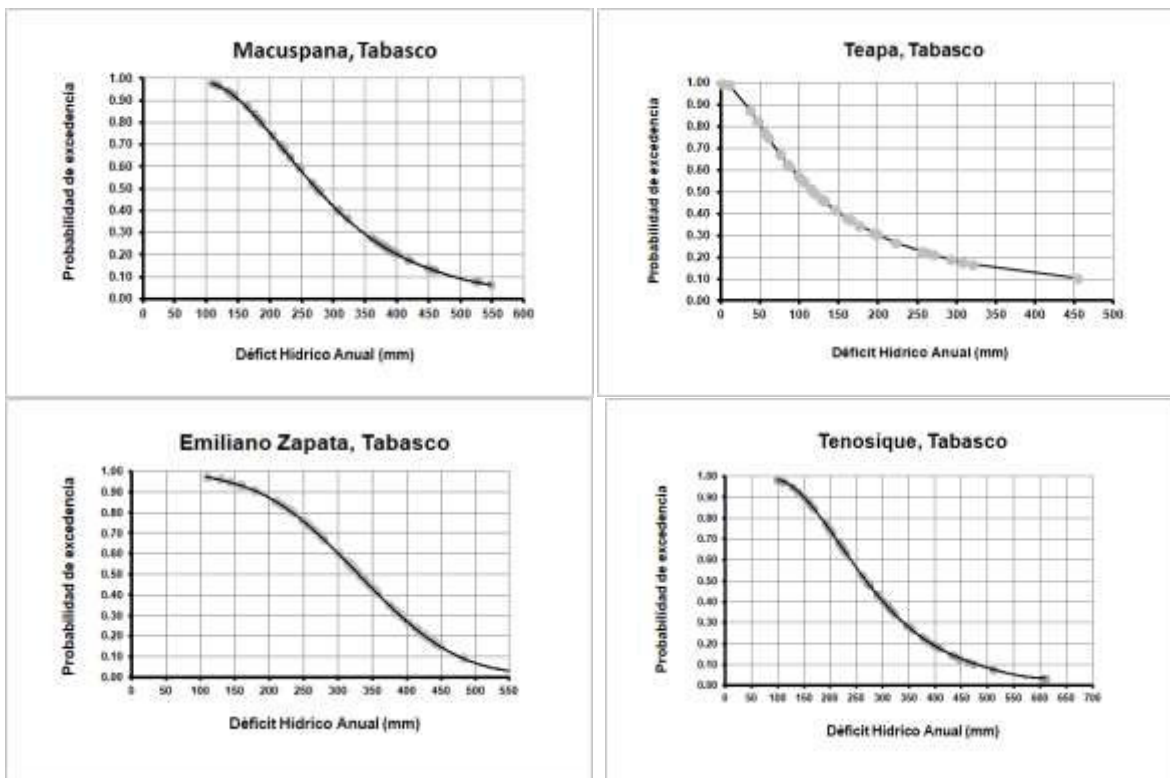 Macuspana, Tabasco
Probabilidad de excedencia
1.00
0.90
0.80
0.70
0.60
0.50
0.40
0.30
0.20
0.10
0.00
0 50 100 150 200 250 300 350 400 450 500 550 600
Déficit Hídrico Anual (mm)
Teapa, Tabasco
Probabilidad de excedencia
1.00
0.90
0.80
0.70
0.60
0.50
0.40
0.30
0.20
0.10
0.00
0 50 100 150 200 250 300 350 400 450 500
Déficit Hídrico Anual (mm)
Emiliano Zapata, Tabasco
Probabilidad de excedencia
1.00
0.90
0.80
0.70
0.60
0.50
0.40
0.30
0.20
0.10
0.00
0 50 100 150 200 250 300 350 400 450 500 550
Déficit Hídrico Anual (mm)
Tenosique, Tabasco
Probabilidad de excedencia
1.00
0.90
0.80
0.70
0.60
0.50
0.40
0.30
0.20
0.10
0.00
0 50 100 150 200 250 300 350 400 450 500 550 600 650 700
Déficit Hídrico Anual (mm)